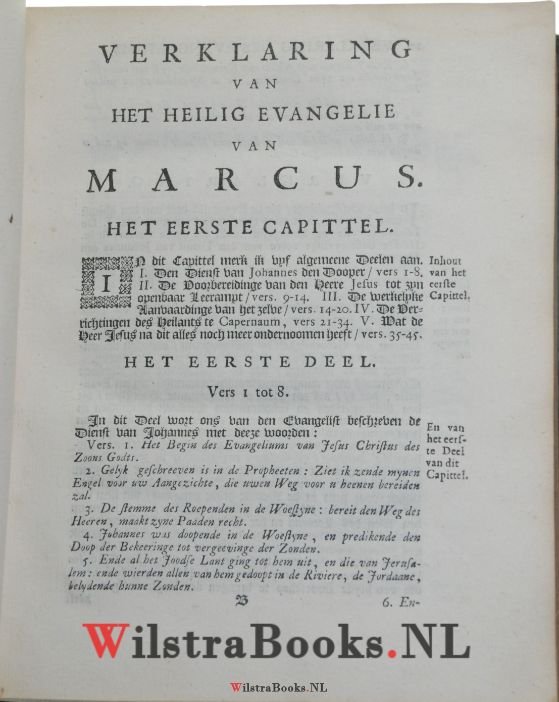 VERKLARING
VAN
HET HEILIG EVANGELIE
VAN
MARCUS.
HET EERSTE CAPITTEL.
IN dit Capittel merk ik vyf algemeene Deelen aan.
I. Den Dienst van Johannes den Dooper / vers 1-8.
II. De Voorbereidinge van den Heere Jesus tot zyn
openbaar Leerampt / vers. 9-14. III. De werkelyke
Aanvaardinge van het zelve / vers. 14-20. IV. De Ver-
richtingen des Heilants te Capernaum, vers 21-34. V. Wat de
Heer Jesus na dit alles noch meer ondernoomen heeft / vers. 35-45.
Inhout
van het
eerste
Capittel.
HET EERSTE DEEL.
Vers 1 tot 8.
In dit Deel wort ons van den Evangelist beschreven de
Dienst van Johannes met deeze woorden:
En van
het eers-
te Deel
van dit
Capittel.
Vers. 1. Het Begin des Evangeliums van Jesus Christus des
Zoons Godts.
2. Gelyk geschreeven is in de Propheeten: Ziet ik zende mynen
Engel voor uw Aangezichte, die uwen Weg voor u heenen bereiden
zal.
3. De stemme des Roependen in de Woestyne: bereit den Weg des
Heeren, maakt zyne Paaden recht.
4. Johannes was doopende in de Woestyne, en predikende den
Doop der Bekeeringe tot vergeevinge der Zonden.
5. Ende al het Joodse Lant ging tot hem uit, en die van Jerusa-
lem: ende wierden allen van hem gedoopt in de Riviere, de Jordaane,
belydende hunne Zonden.
B
6. En-
WilstraBooks.NL
WilstraBooks.NL